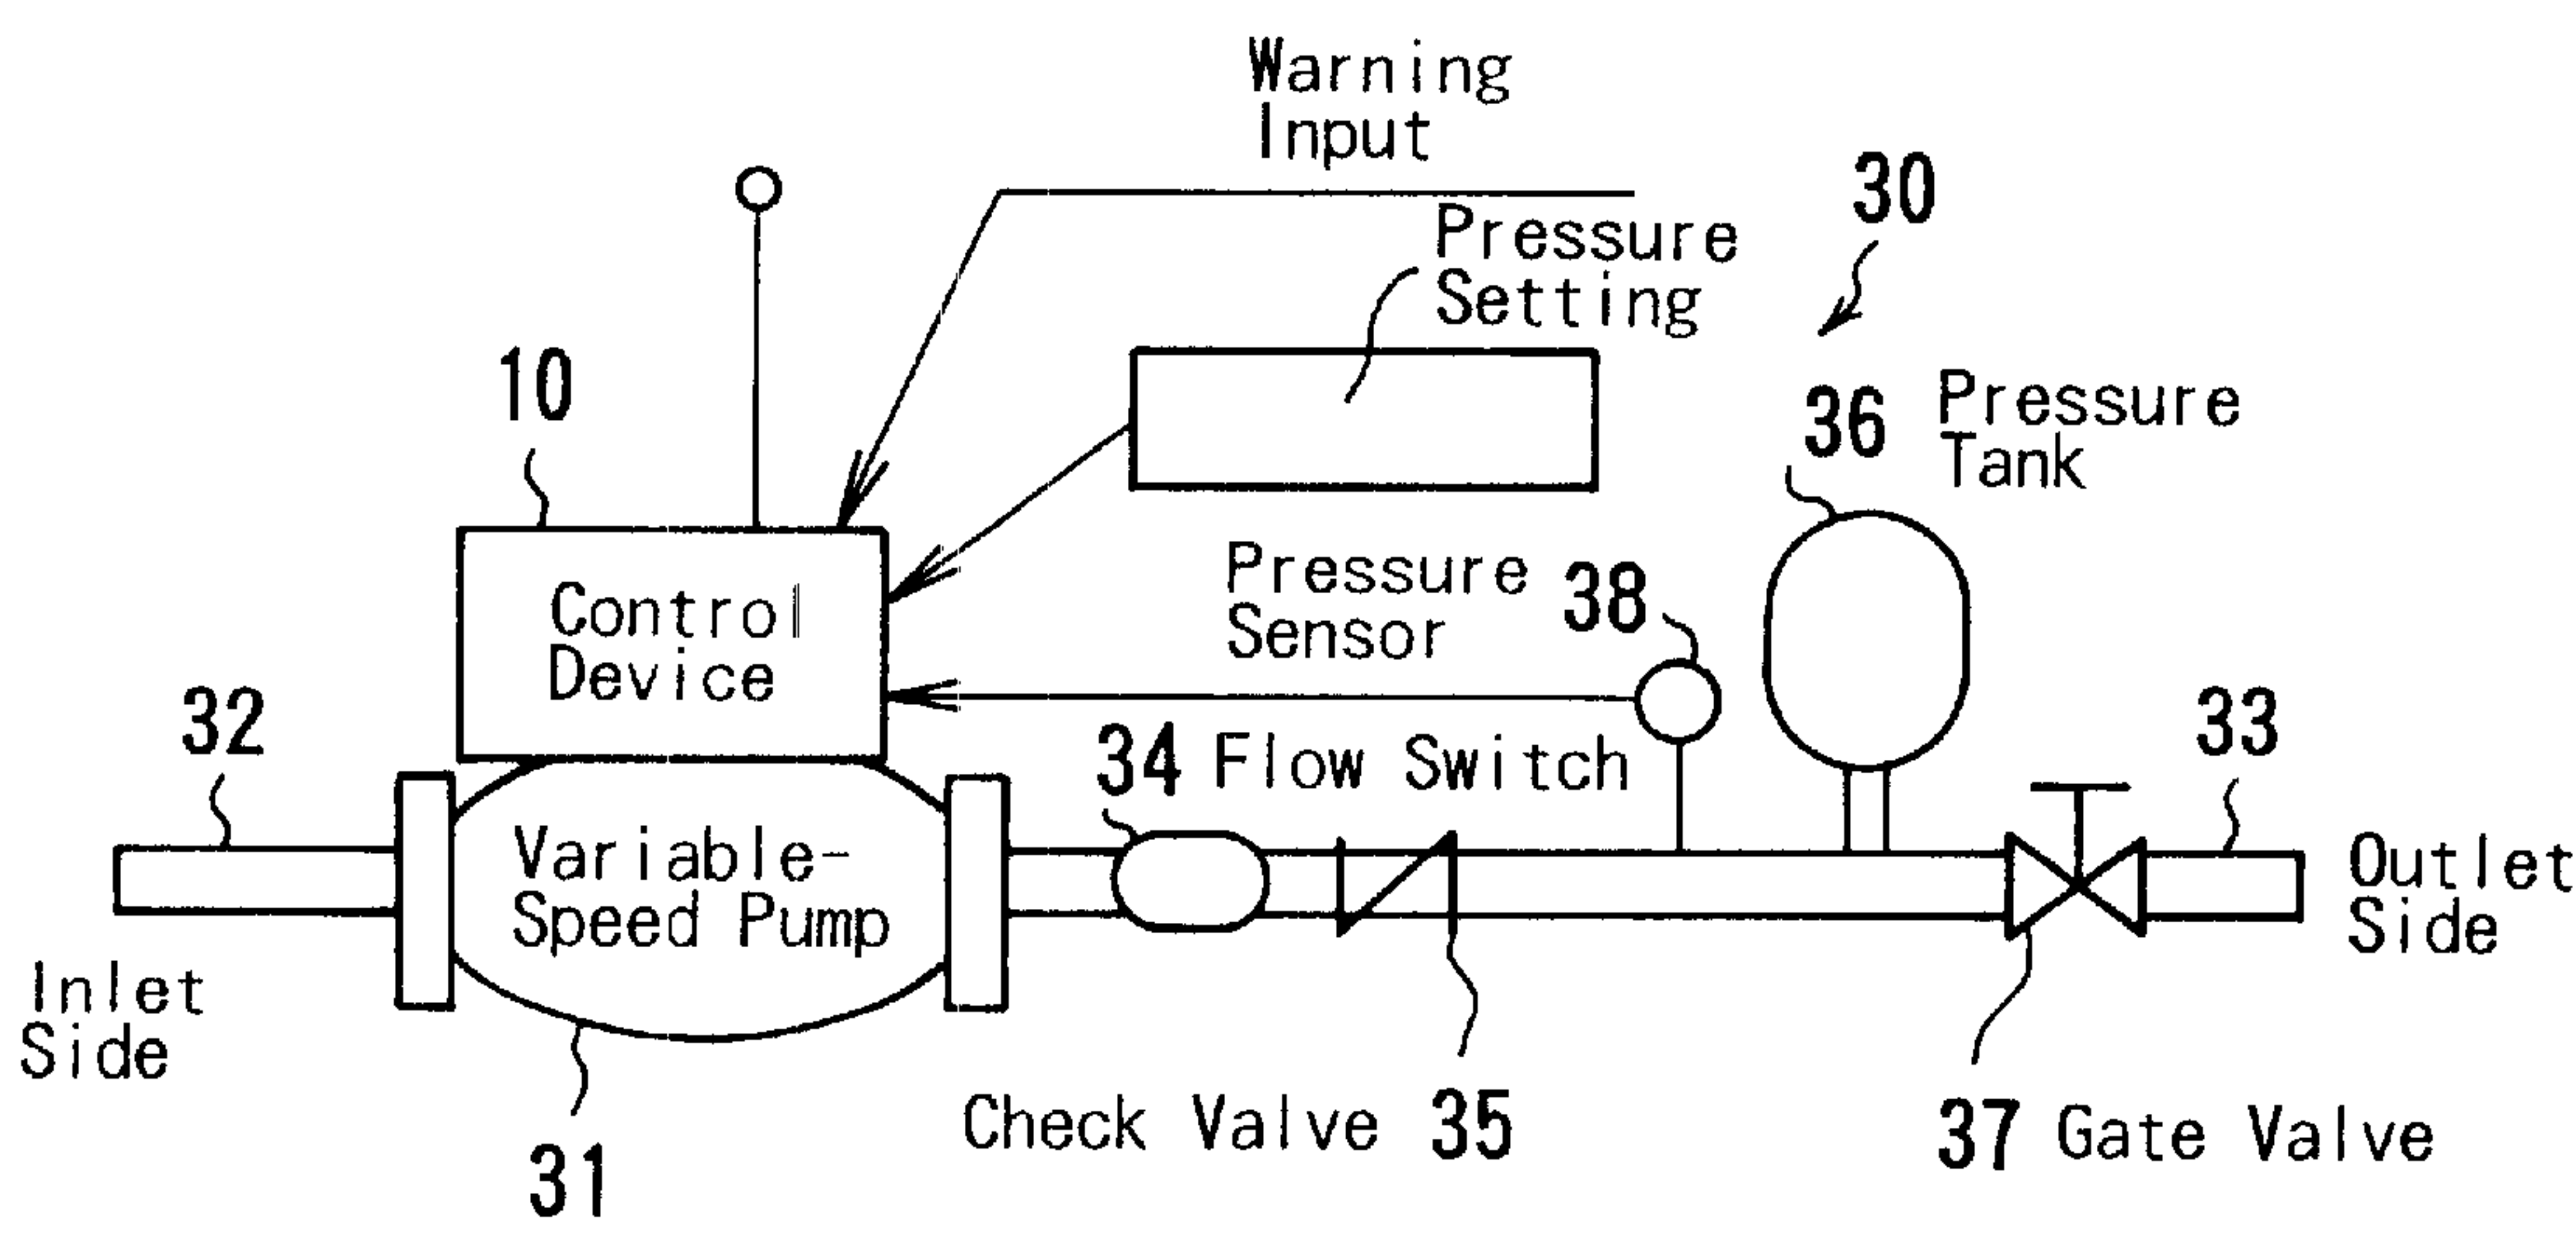 Warning
Input
30
Pressure
Setting
10
36 Pressure
Tank
Control
Device
Pressure
Sensor 38
32
34 Flow Switch
33
Variable-
Speed Pump
Outlet
Side
Inlet
Side
Check Valve 35
37 Gate Valve
31